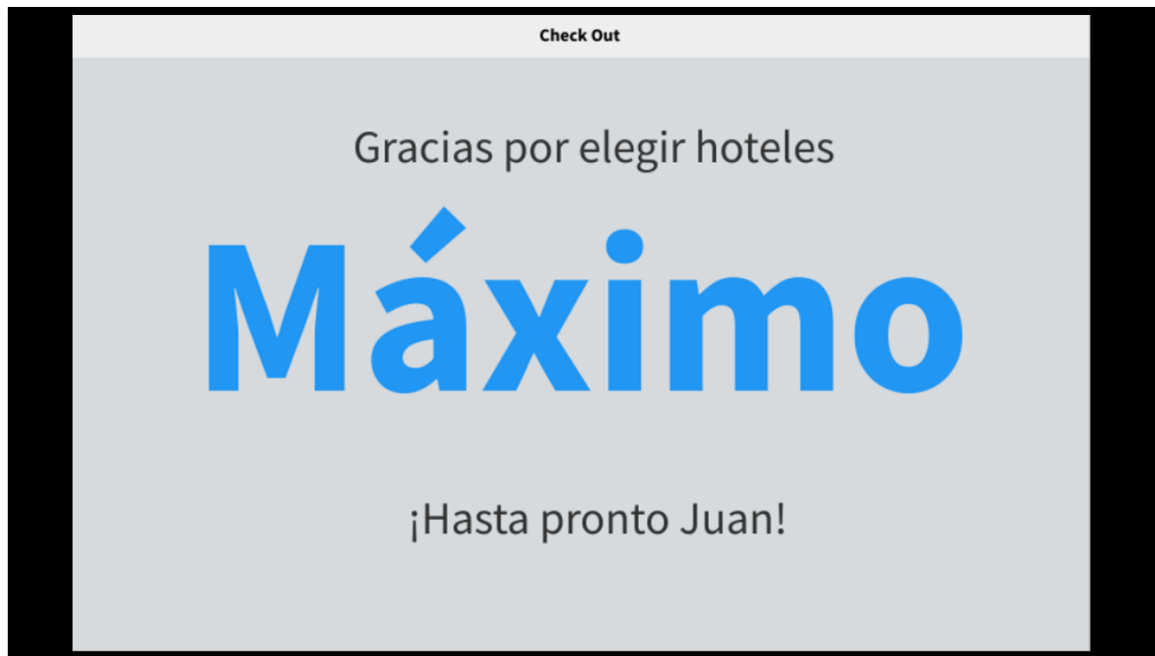 Check Out
Gracias por elegir hoteles
Máximo
¡Hasta pronto Juan!